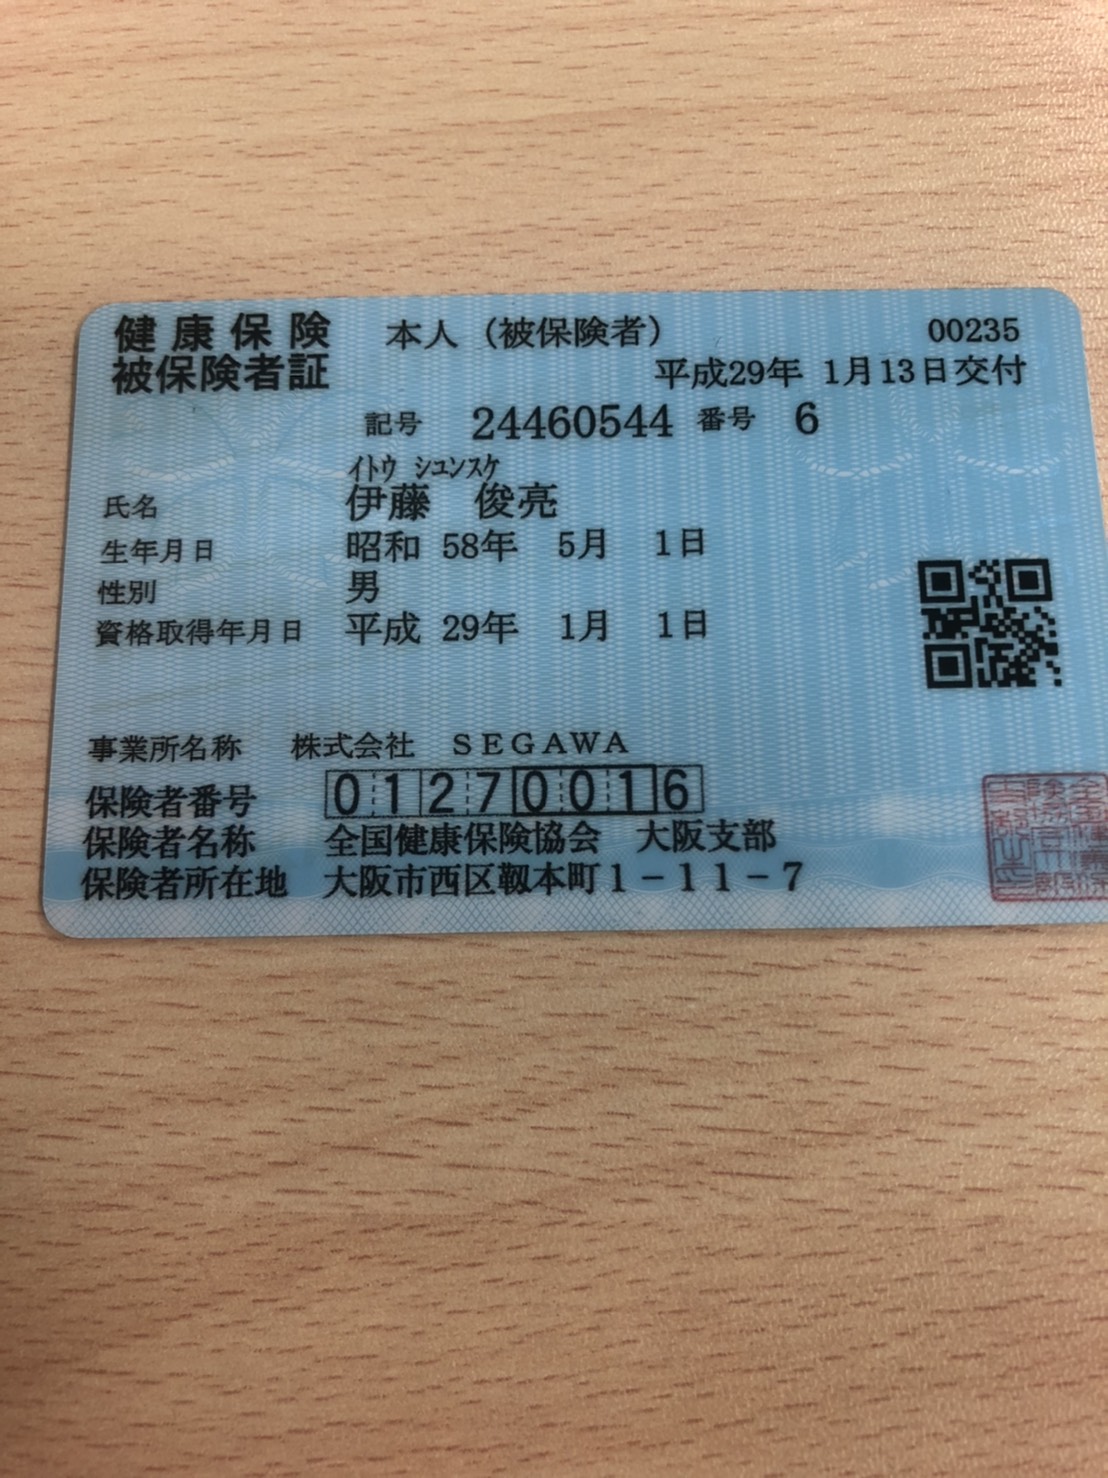 健康保険 本人（被保険者） 00235
被保険者証 平成29年 1月13日交付
記号 24460544 番号 6
ｲﾄｳ ｼﾕﾝｽｹ
氏名 伊藤 俊亮
生年月日 昭和 58年 5月 1日
性別 男
資格取得年月日 平成 29年 1月 1日
事業所名称 株式会社 ＳＥＧＡＷＡ
保険者番号 01270016
保険者名称 全国健康保険協会 大阪支部
保険者所在地 大阪市西区靱本町１－１１－７